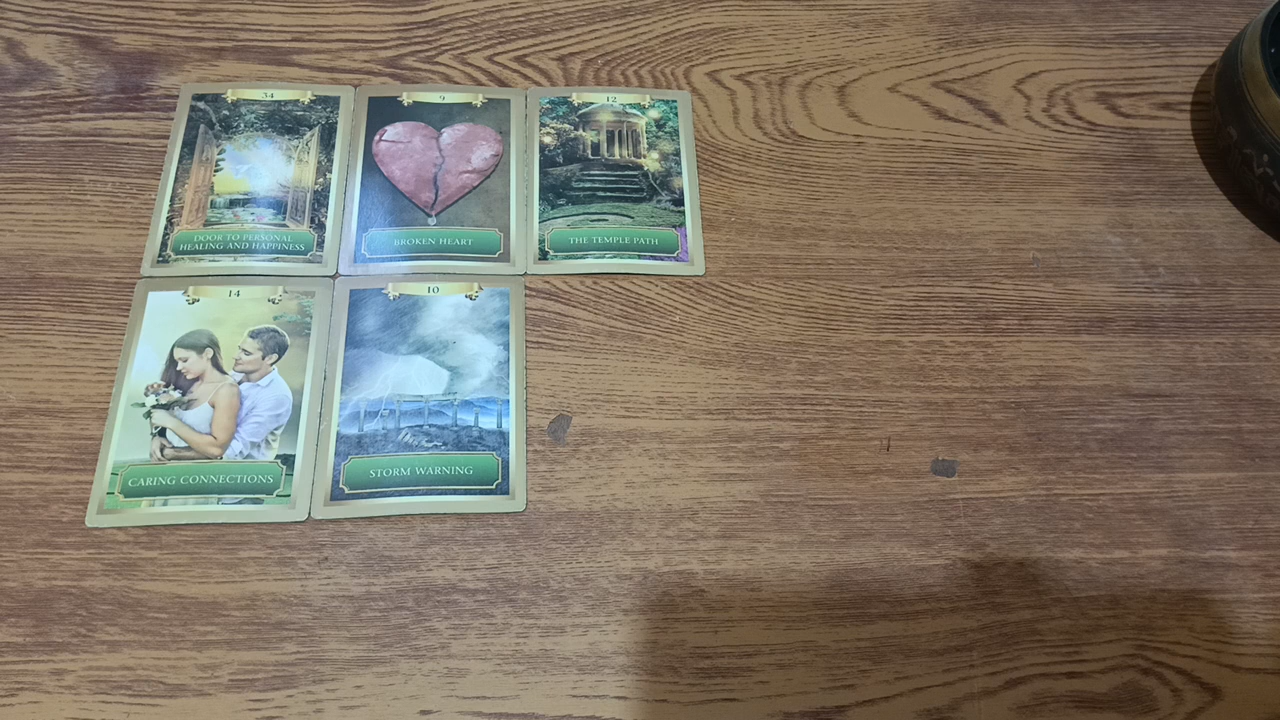 34
DOOR TO PERSONAL
HEALING AND HAPPINESS
9
BROKEN HEART
12
THE TEMPLE PATH
14
CARING CONNECTIONS
10
STORM WARNING